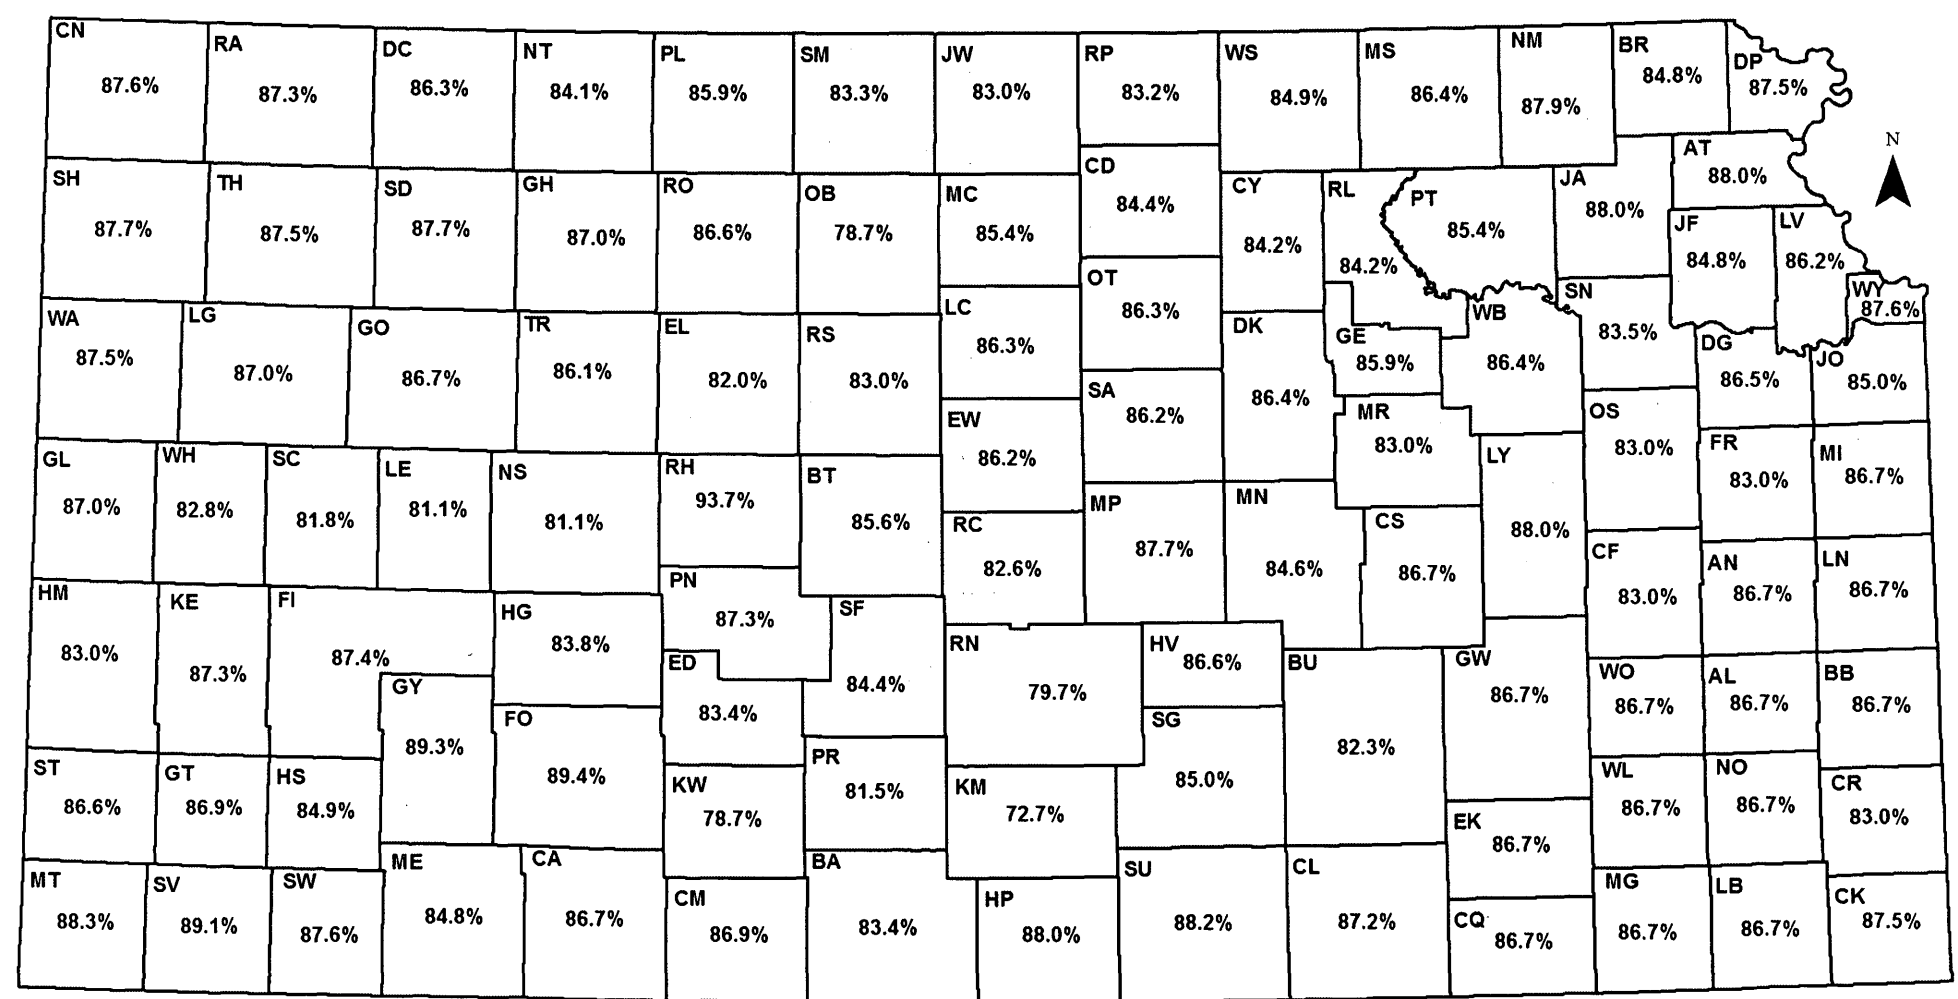 CN
87.6%
RA
87.3%
DC
86.3%
NT
84.1%
PL
85.9%
SM
83.3%
JW
83.0%
RP
83.2%
WS
84.9%
MS
86.4%
NM
87.9%
BR
84.8%
DP
87.5%
N
SH
87.7%
TH
87.5%
SD
87.7%
GH
87.0%
RO
86.6%
OB
78.7%
MC
85.4%
CD
84.4%
CY
84.2%
RL
84.2%
PT
85.4%
JA
88.0%
AT
88.0%
JF
84.8%
LV
86.2%
WY
87.6%
WA
87.5%
LG
87.0%
GO
86.7%
TR
86.1%
EL
82.0%
RS
83.0%
LC
86.3%
OT
86.3%
DK
86.4%
GE
85.9%
WB
86.4%
SN
83.5%
DG
86.5%
JO
85.0%
GL
87.0%
WH
82.8%
SC
81.8%
LE
81.1%
NS
81.1%
RH
93.7%
BT
85.6%
EW
86.2%
SA
86.2%
MR
83.0%
LY
88.0%
OS
83.0%
FR
83.0%
MI
86.7%
RC
82.6%
MP
87.7%
MN
84.6%
CS
86.7%
CF
83.0%
AN
86.7%
LN
86.7%
HM
83.0%
KE
87.3%
FI
87.4%
HG
83.8%
PN
87.3%
SF
84.4%
RN
79.7%
HV
86.6%
BU
82.3%
GW
86.7%
WO
86.7%
AL
86.7%
BB
86.7%
GY
89.3%
FO
89.4%
ED
83.4%
SG
85.0%
ST
86.6%
GT
86.9%
HS
84.9%
KW
78.7%
PR
81.5%
KM
72.7%
EK
86.7%
WL
86.7%
NO
86.7%
CR
83.0%
MT
88.3%
SV
89.1%
SW
87.6%
ME
84.8%
CA
86.7%
CM
86.9%
BA
83.4%
HP
88.0%
SU
88.2%
CL
87.2%
CQ
86.7%
MG
86.7%
LB
86.7%
CK
87.5%